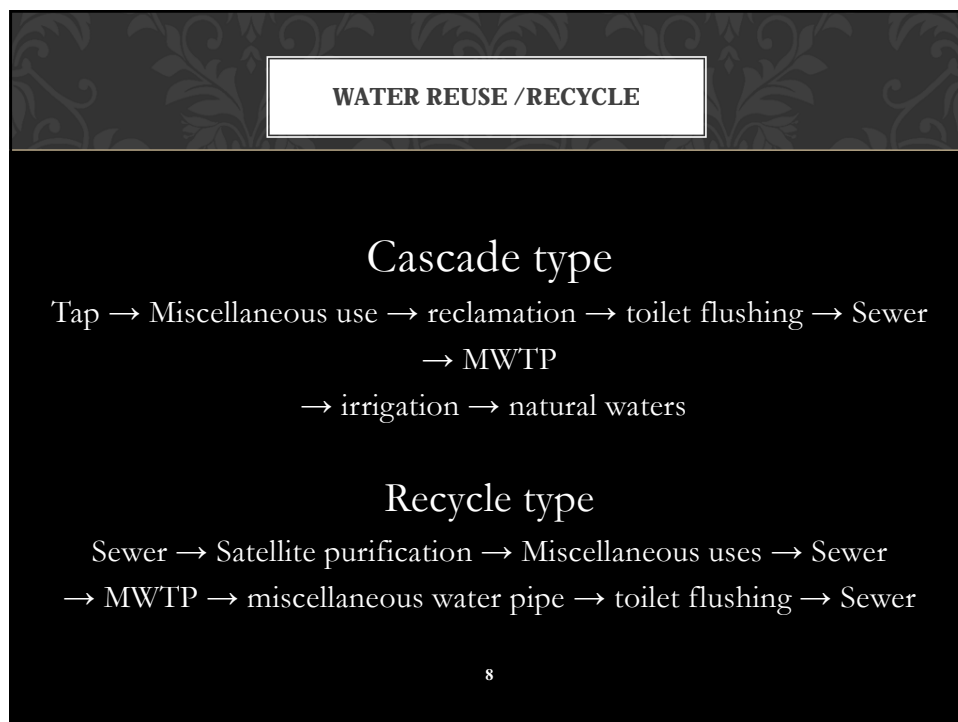 WATER REUSE /RECYCLE
Cascade type
Tap → Miscellaneous use → reclamation → toilet flushing → Sewer
→ MWTP
→ irrigation → natural waters
Recycle type
Sewer → Satellite purification → Miscellaneous uses → Sewer
→ MWTP → miscellaneous water pipe → toilet flushing → Sewer
8